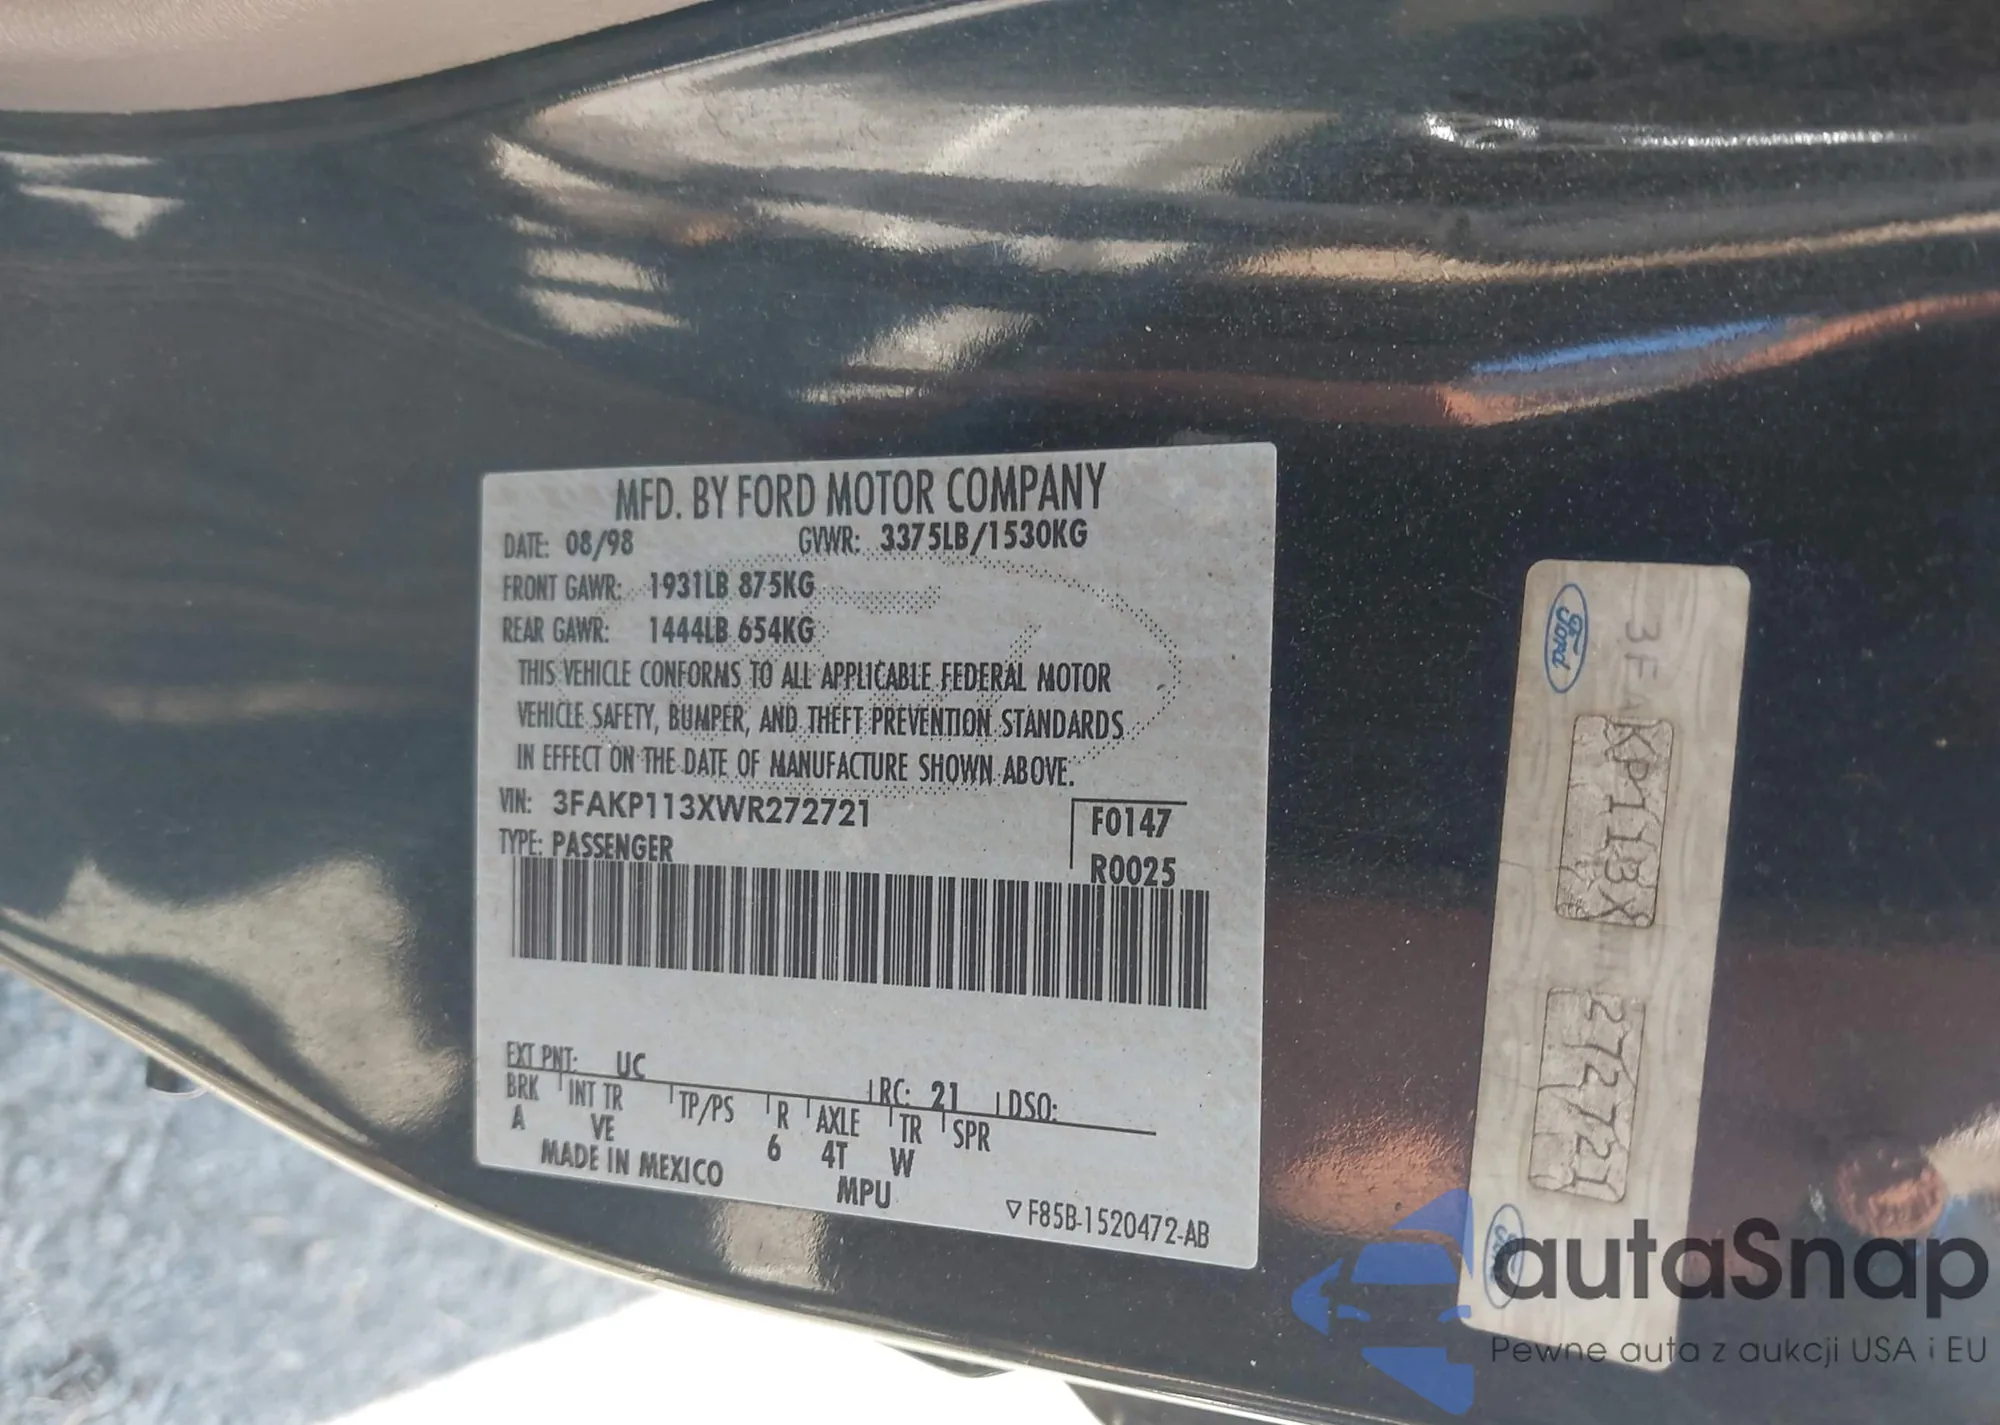 MFD. BY FORD MOTOR COMPANY
DATE: 08/98 GVWR: 3375LB/1530KG
FRONT GAWR: 1931LB 875KG
REAR GAWR: 1444LB 654KG
THIS VEHICLE CONFORMS TO ALL APPLICABLE FEDERAL MOTOR
VEHICLE SAFETY, BUMPER, AND THEFT PREVENTION STANDARDS
IN EFFECT ON THE DATE OF MANUFACTURE SHOWN ABOVE.
VIN: 3FAKP113XWR272721
F0147
TYPE: PASSENGER
R0025
EXT PNT: UC RC: 21 DSO:
BRK INT TR TP/PS R AXLE TR SPR
A VE 6 4T W
MADE IN MEXICO MPU
▽ F85B-1520472-AB
Ford
3FAKP113X 272721
Ford
autaSnap
Pewne auta z aukcji USA i EU